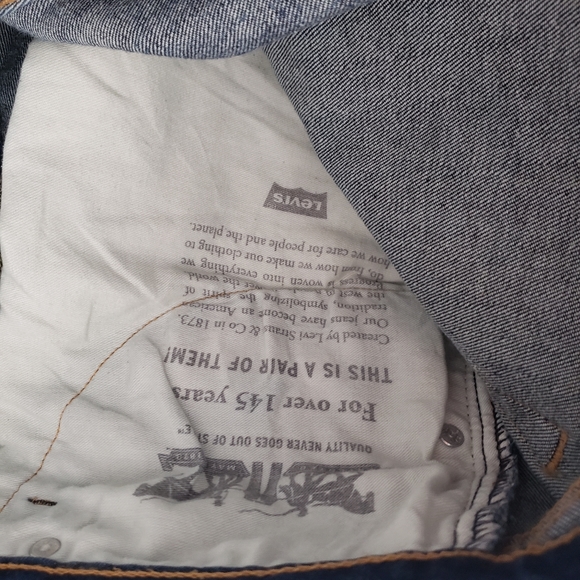 MAY
1873
QUALITY NEVER GOES OUT OF STYLE™
For over 145 years
THIS IS A PAIR OF THEM!
Created by Levi Strauss & Co in 1873.
Our jeans have become an American
tradition, symbolizing the spirit of
the west
Progress is woven into everything we
do, from how we make our clothing to
how we care for people and the planet.
Levi's